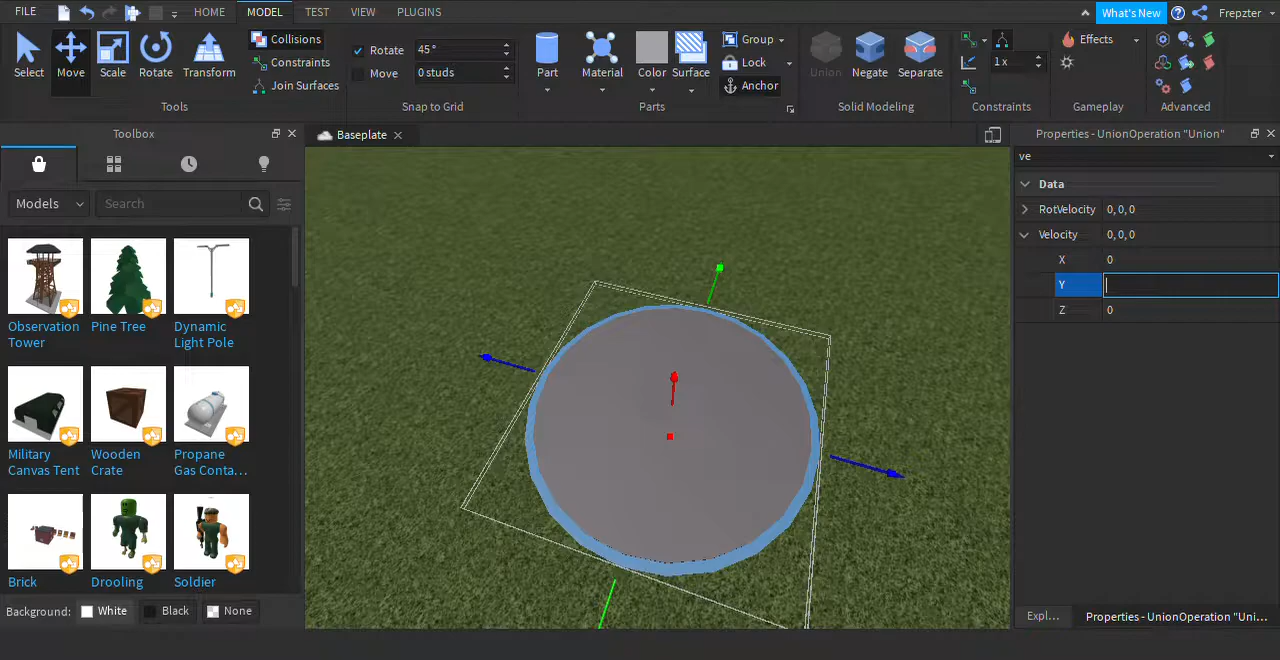 FILE
HOME
MODEL
TEST
VIEW
PLUGINS
What's New
Frepzter
Select
Move
Scale
Rotate
Transform
Collisions
Constraints
Join Surfaces
Tools
Rotate
45 °
Move
0 studs
Snap to Grid
Part
Material
Color
Surface
Group
Lock
Anchor
Parts
Union
Negate
Separate
Solid Modeling
1 x
Constraints
Effects
Gameplay
Advanced
Toolbox
Baseplate
Properties - UnionOperation "Union"
ve
Models
Search
Data
RotVelocity
0, 0, 0
Velocity
0, 0, 0
X
0
Y
Z
0
Observation
Tower
Pine Tree
Dynamic
Light Pole
Military
Canvas Tent
Wooden
Crate
Propane
Gas Conta...
Brick
Drooling
Soldier
Background:
White
Black
None
Expl...
Properties - UnionOperation "Uni...